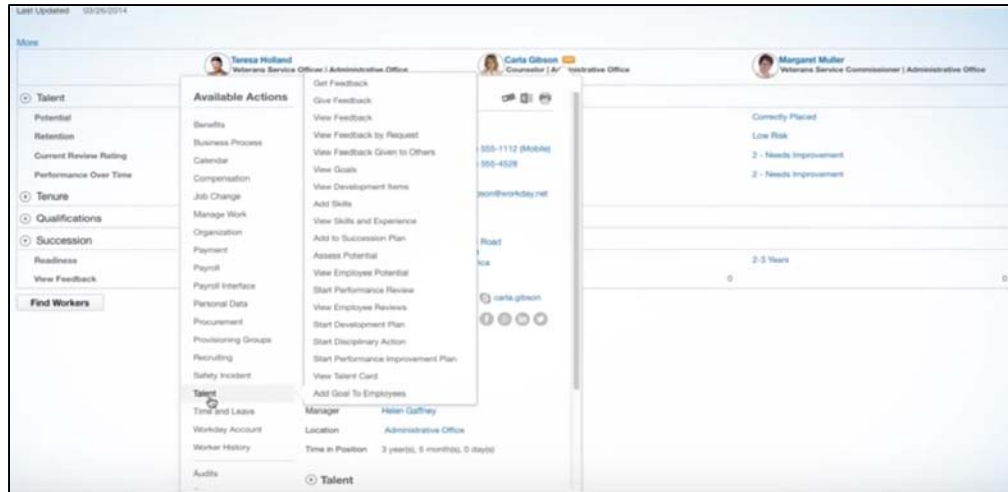 Last Updated 03/26/2014
More
Teresa Holland
Veterans Service Officer | Administrative Office
Carla Gibson
Counselor | Administrative Office
Margaret Muller
Veterans Service Commissioner | Administrative Office
Talent
Potential
Retention
Current Review Rating
Performance Over Time
Tenure
Qualifications
Succession
Readiness
View Feedback
Find Workers
Available Actions
Benefits
Business Process
Calendar
Compensation
Job Change
Manage Work
Organization
Payment
Payroll
Payroll Interface
Personal Data
Procurement
Provisioning Groups
Recruiting
Safety Incident
Talent
Time and Leave
Workday Account
Worker History
Audits
Get Feedback
Give Feedback
View Feedback
View Feedback by Request
View Feedback Given to Others
View Goals
View Development Items
Add Skills
View Skills and Experience
Add to Succession Plan
Assess Potential
View Employee Potential
Start Performance Review
View Employee Reviews
Start Development Plan
Start Disciplinary Action
Start Performance Improvement Plan
View Talent Card
Add Goal To Employees
555-1112 (Mobile)
555-4528
Road
carla.gibson
Manager Helen Gaffney
Location Administrative Office
Time in Position 3 year(s), 5 month(s), 0 day(s)
Talent
Correctly Placed
Low Risk
2 - Needs Improvement
2 - Needs Improvement
2-3 Years
0
0